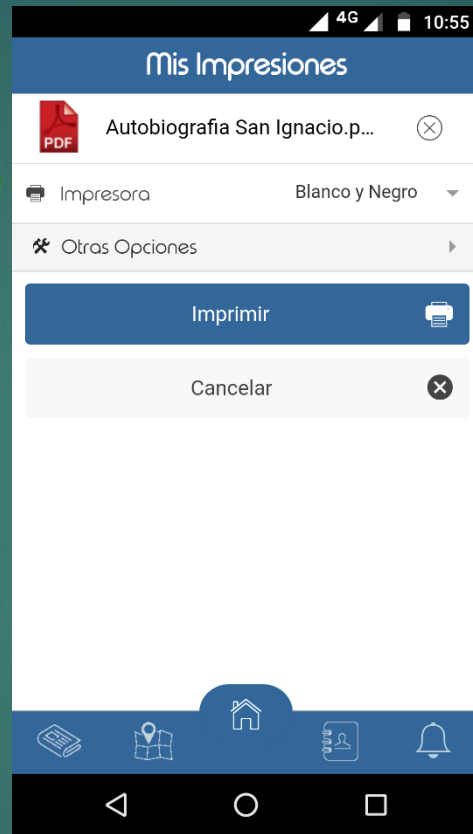 4G 10:55
Mis Impresiones
PDF Autobiografia San Ignacio.p...
Impresora Blanco y Negro
Otras Opciones
Imprimir
Cancelar